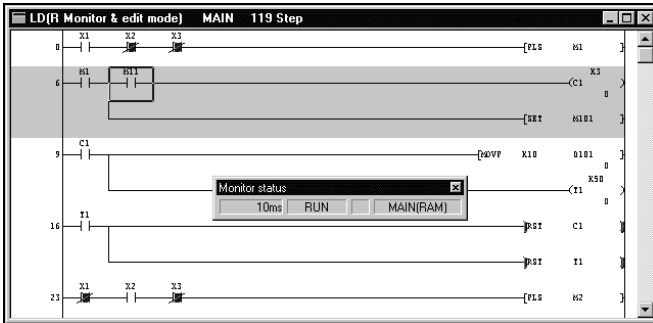 LD(R Monitor & edit mode) MAIN 119 Step
X1 X2 X3
0 [PLS M1 ]
M1 M11 K3
6 (C1 )
0
[SET M101 ]
C1
9 [MOVP K10 D101 ]
0
K50
(T1 )
0
Monitor status
10ms RUN MAIN(RAM)
T1
16 [RST C1 ]
[RST T1 ]
X1 X2 X3
23 [PLS M2 ]